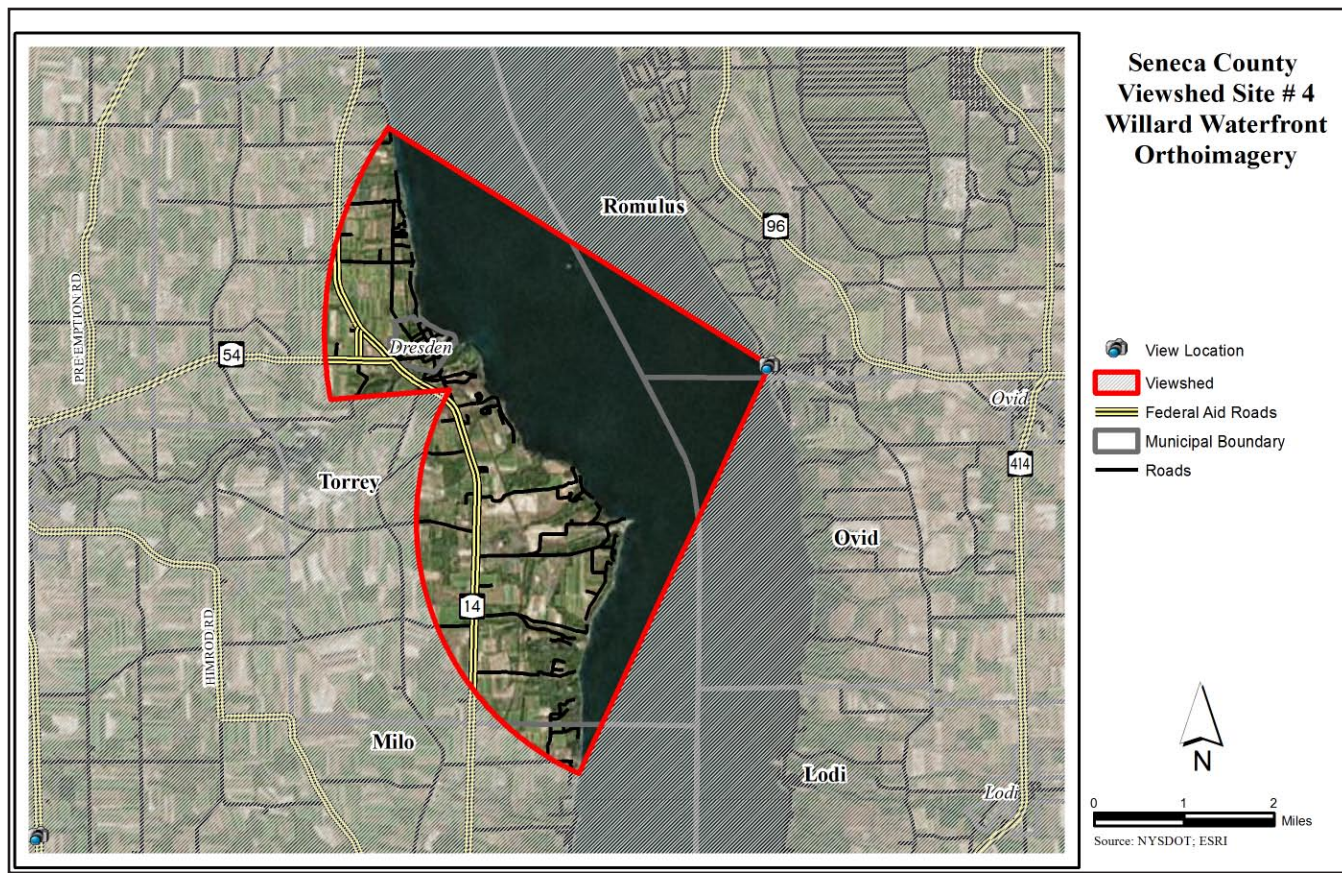 Seneca County
Viewshed Site # 4
Willard Waterfront
Orthoimagery
Romulus
96
PRE EMPTION RD
54
Dresden
Ovid
414
Torrey
Ovid
14
HIMROD RD
Milo
Lodi
Lodi
View Location
Viewshed
Federal Aid Roads
Municipal Boundary
Roads
N
0 1 2
Miles
Source: NYSDOT; ESRI